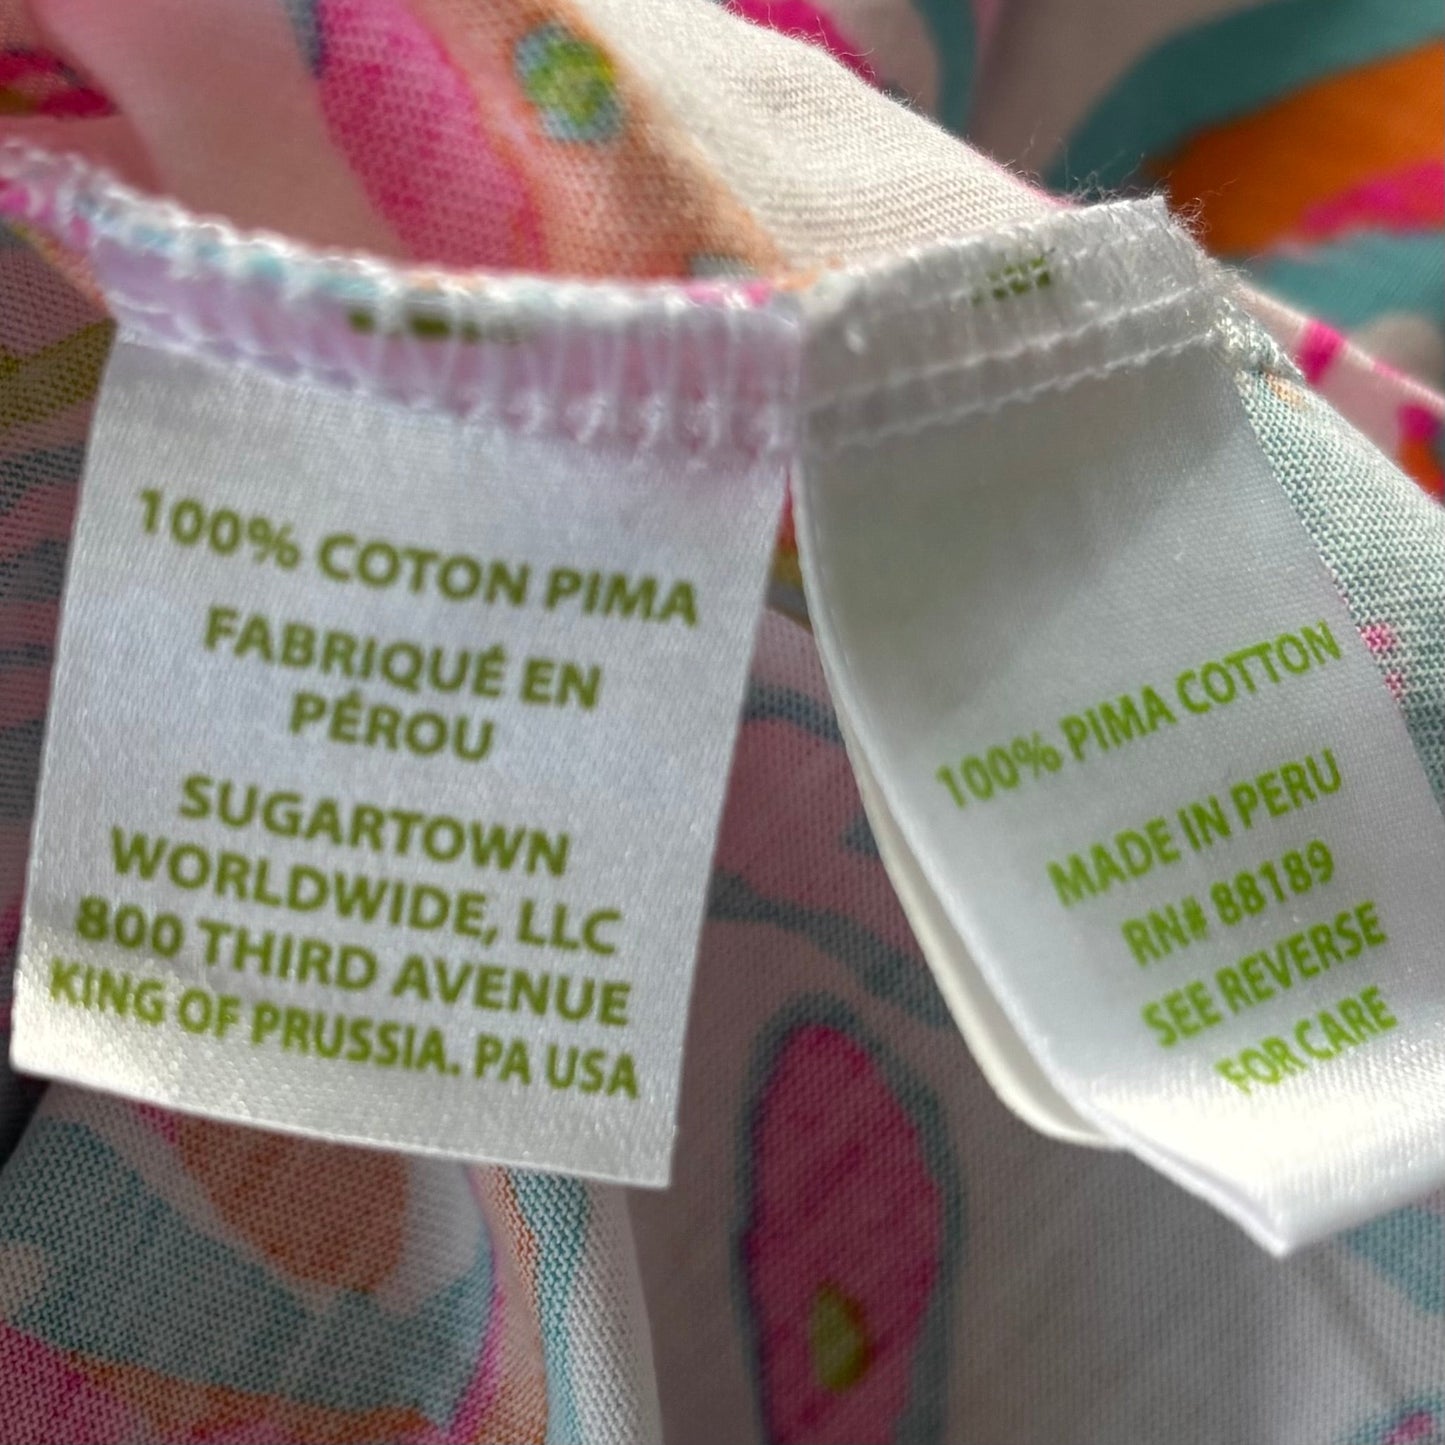 100% COTON PIMA
FABRIQUÉ EN
PÉROU
SUGARTOWN
WORLDWIDE, LLC
800 THIRD AVENUE
KING OF PRUSSIA. PA USA
100% PIMA COTTON
MADE IN PERU
RN# 88189
SEE REVERSE
FOR CARE